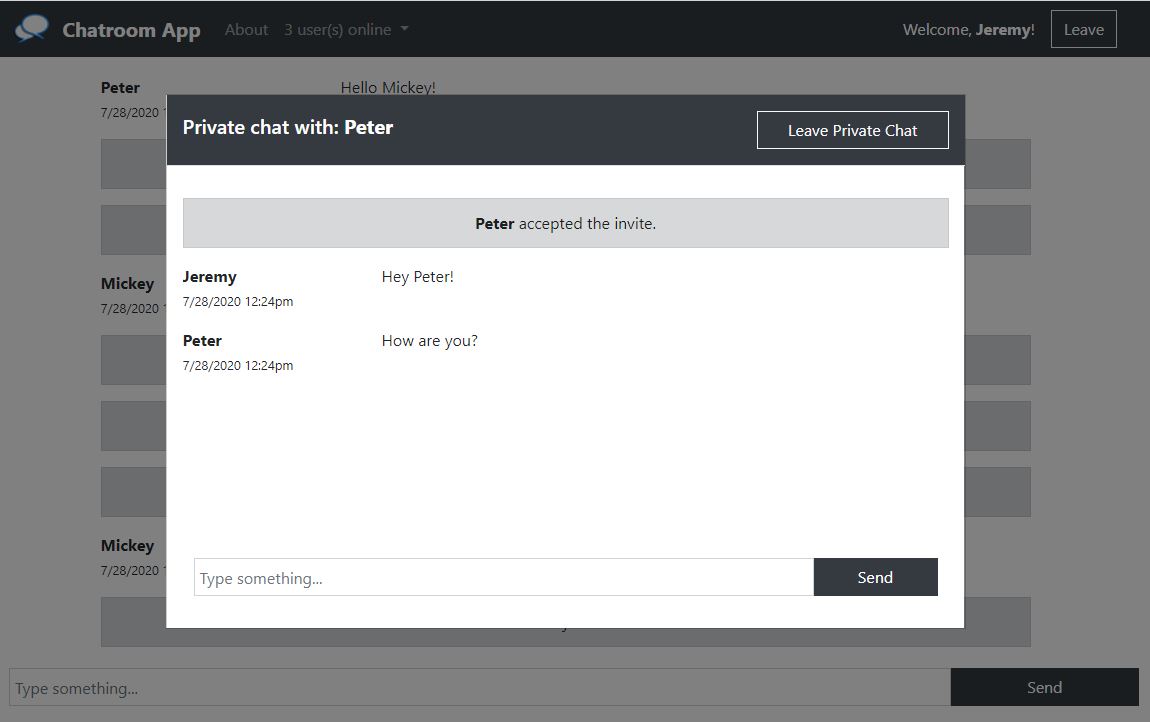 Chatroom App About 3 user(s) online Welcome, Jeremy! Leave
Peter Hello Mickey!
7/28/2020
Private chat with: Peter Leave Private Chat
Peter accepted the invite.
Jeremy Hey Peter!
7/28/2020 12:24pm
Peter How are you?
7/28/2020 12:24pm
Mickey
7/28/2020
Mickey
7/28/2020
Type something... Send
Type something... Send